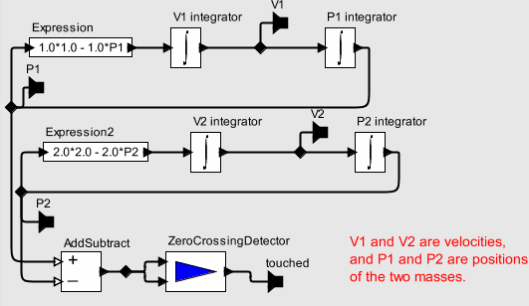 V1
V1 integrator
P1 integrator
Expression
1.0*1.0 - 1.0*P1
∫
∫
P1
V2
V2 integrator
P2 integrator
Expression2
2.0*2.0 - 2.0*P2
∫
∫
P2
AddSubtract
ZeroCrossingDetector
+
−
touched
V1 and V2 are velocities,
and P1 and P2 are positions
of the two masses.